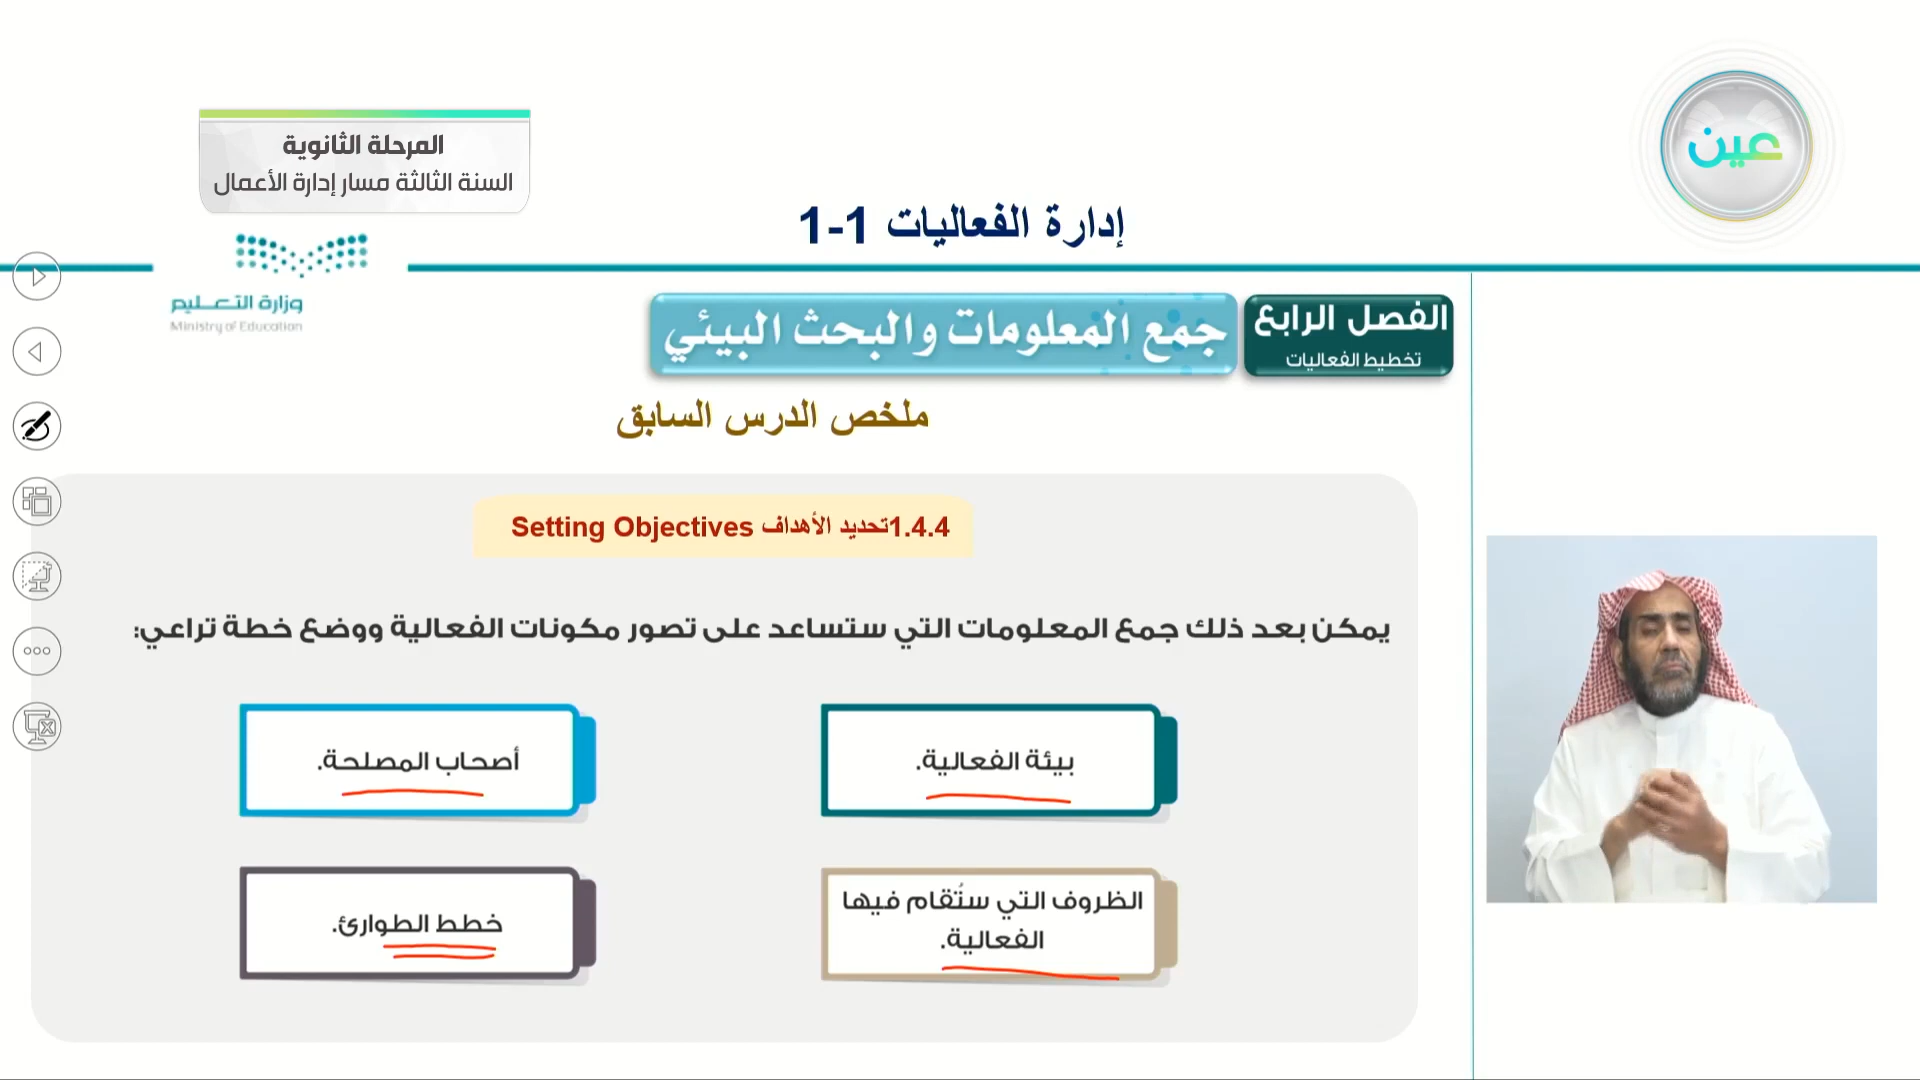 عين
المرحلة الثانوية
السنة الثالثة مسار إدارة الأعمال
إدارة الفعاليات 1-1
وزارة التعليم
Ministry of Education
الفصل الرابع
تخطيط الفعاليات
جمع المعلومات والبحث البيئي
ملخص الدرس السابق
1.4.4تحديد الأهداف Setting Objectives
يمكن بعد ذلك جمع المعلومات التي ستساعد على تصور مكونات الفعالية ووضع خطة تراعي:
بيئة الفعالية.
أصحاب المصلحة.
الظروف التي ستُقام فيها
الفعالية.
خطط الطوارئ.